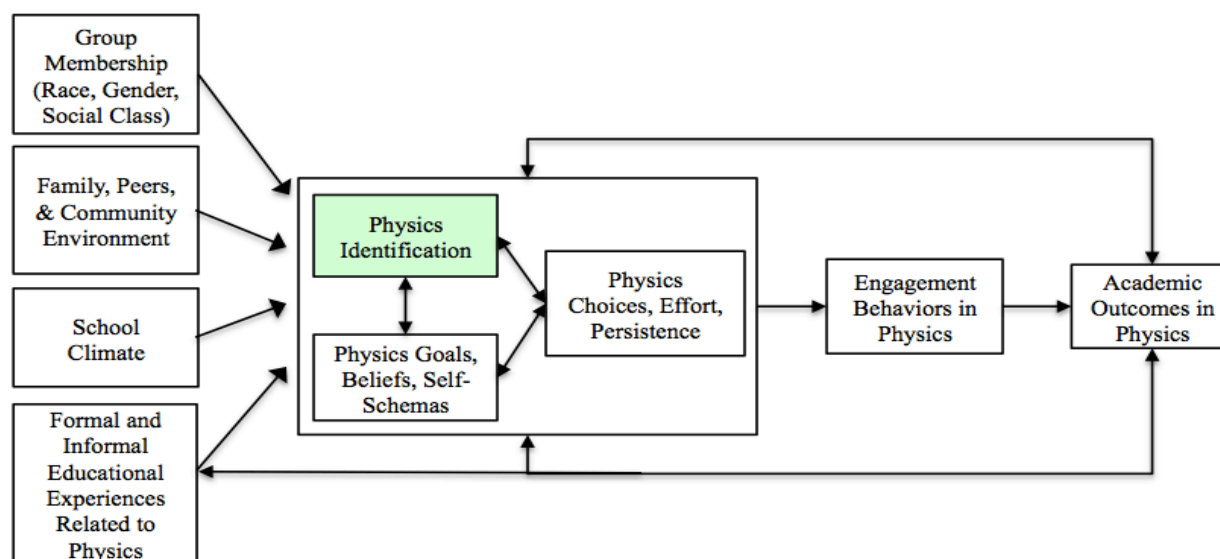 Group
Membership
(Race, Gender,
Social Class)
Family, Peers,
& Community
Environment
School
Climate
Formal and
Informal
Educational
Experiences
Related to
Physics
Physics
Identification
Physics Goals,
Beliefs, Self-
Schemas
Physics
Choices, Effort,
Persistence
Engagement
Behaviors in
Physics
Academic
Outcomes in
Physics